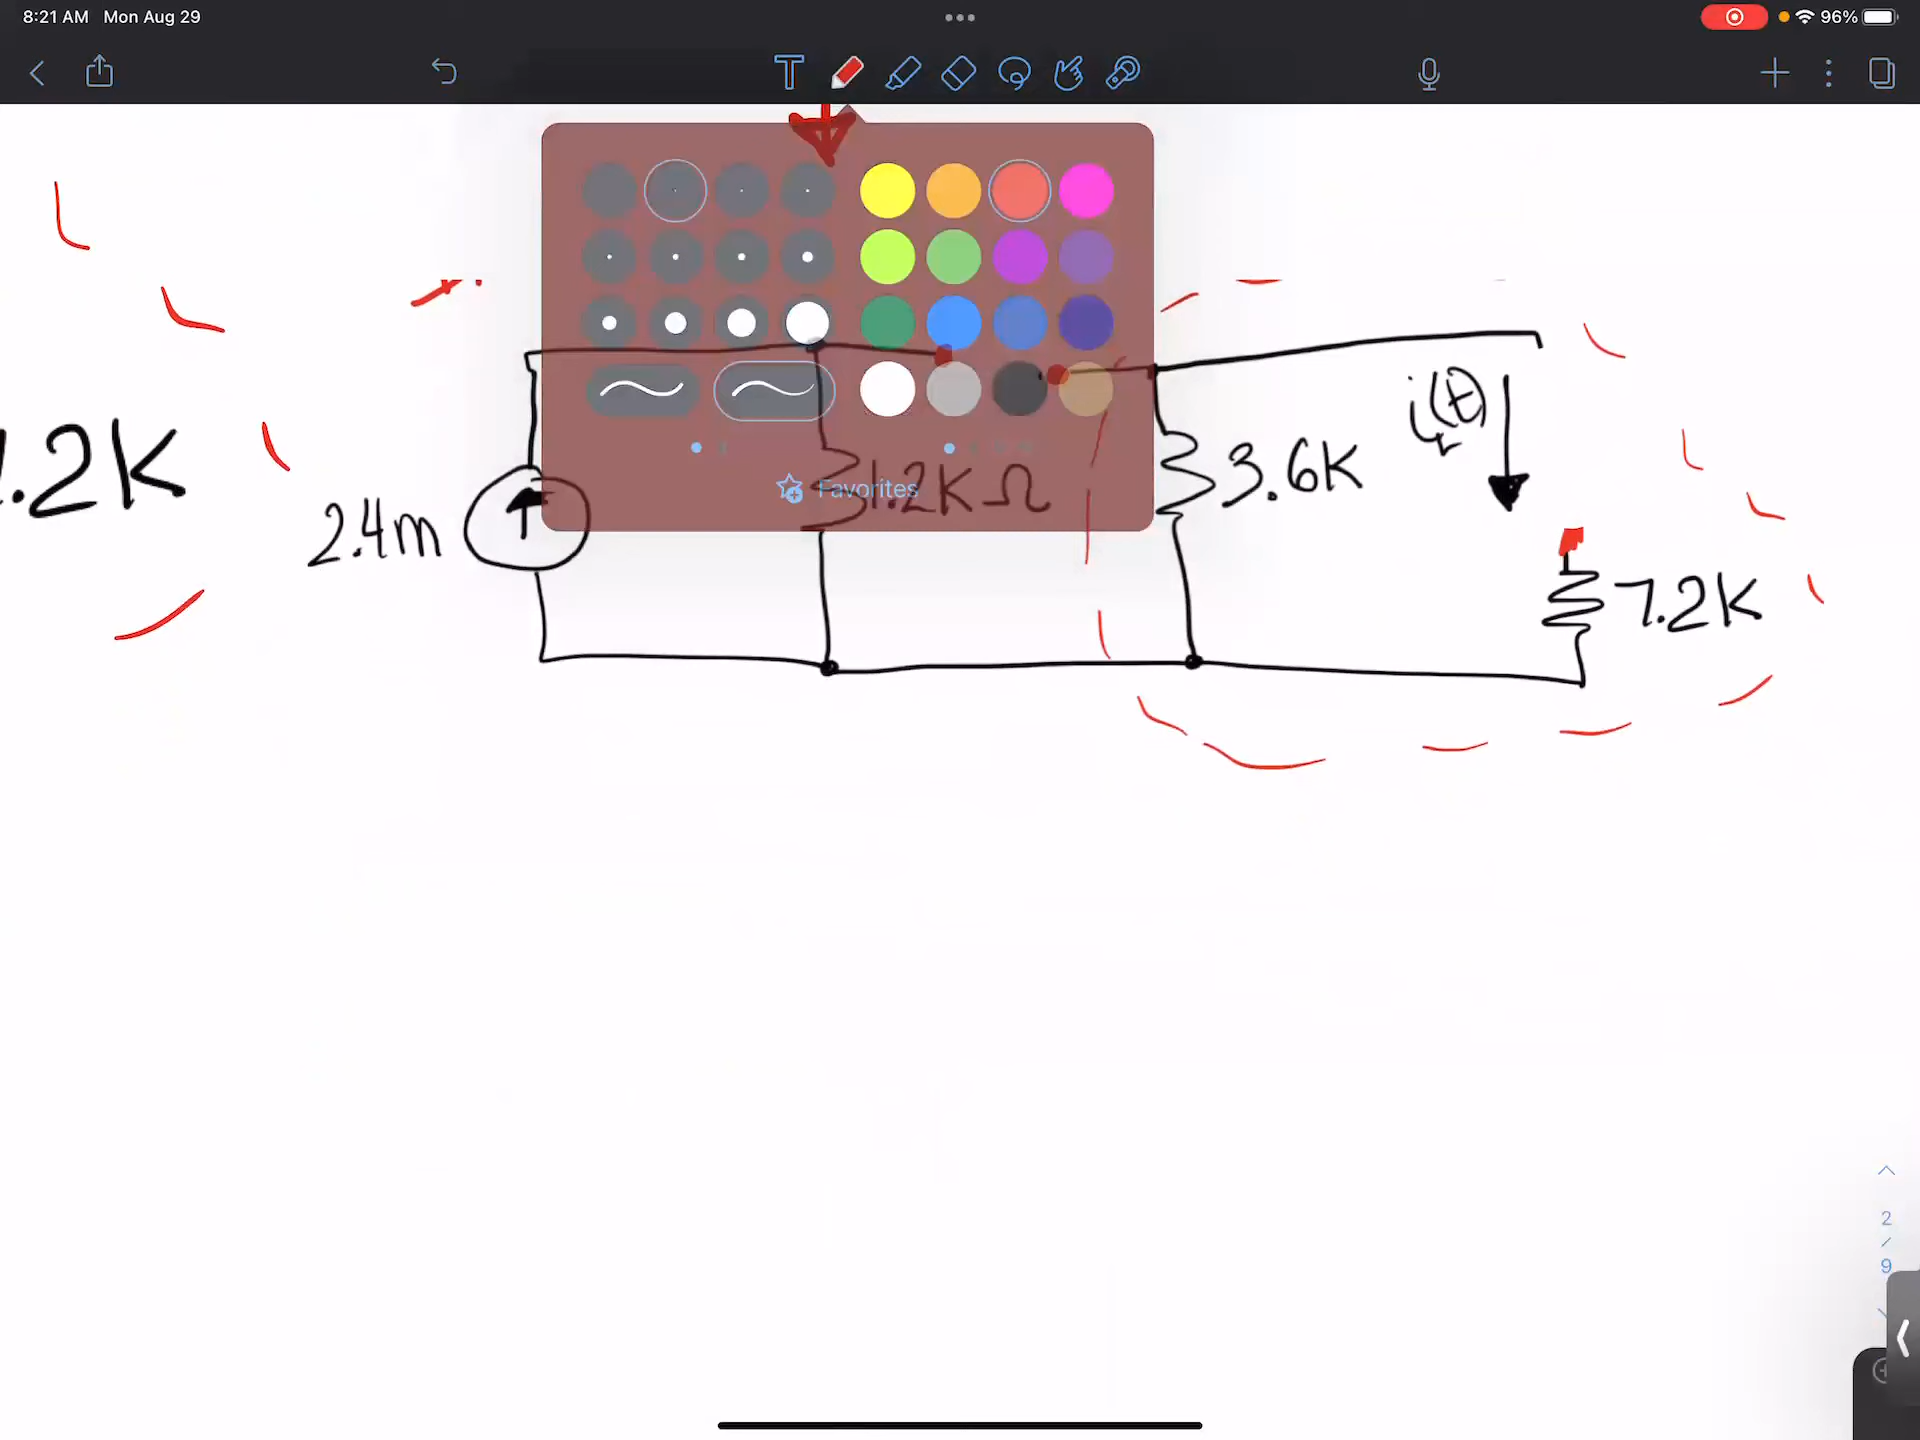 8:21 AM Mon Aug 29
96%
.2K
2.4m
1.2KΩ
Favorites
3.6K
i(t)
7.2K
2
/
9